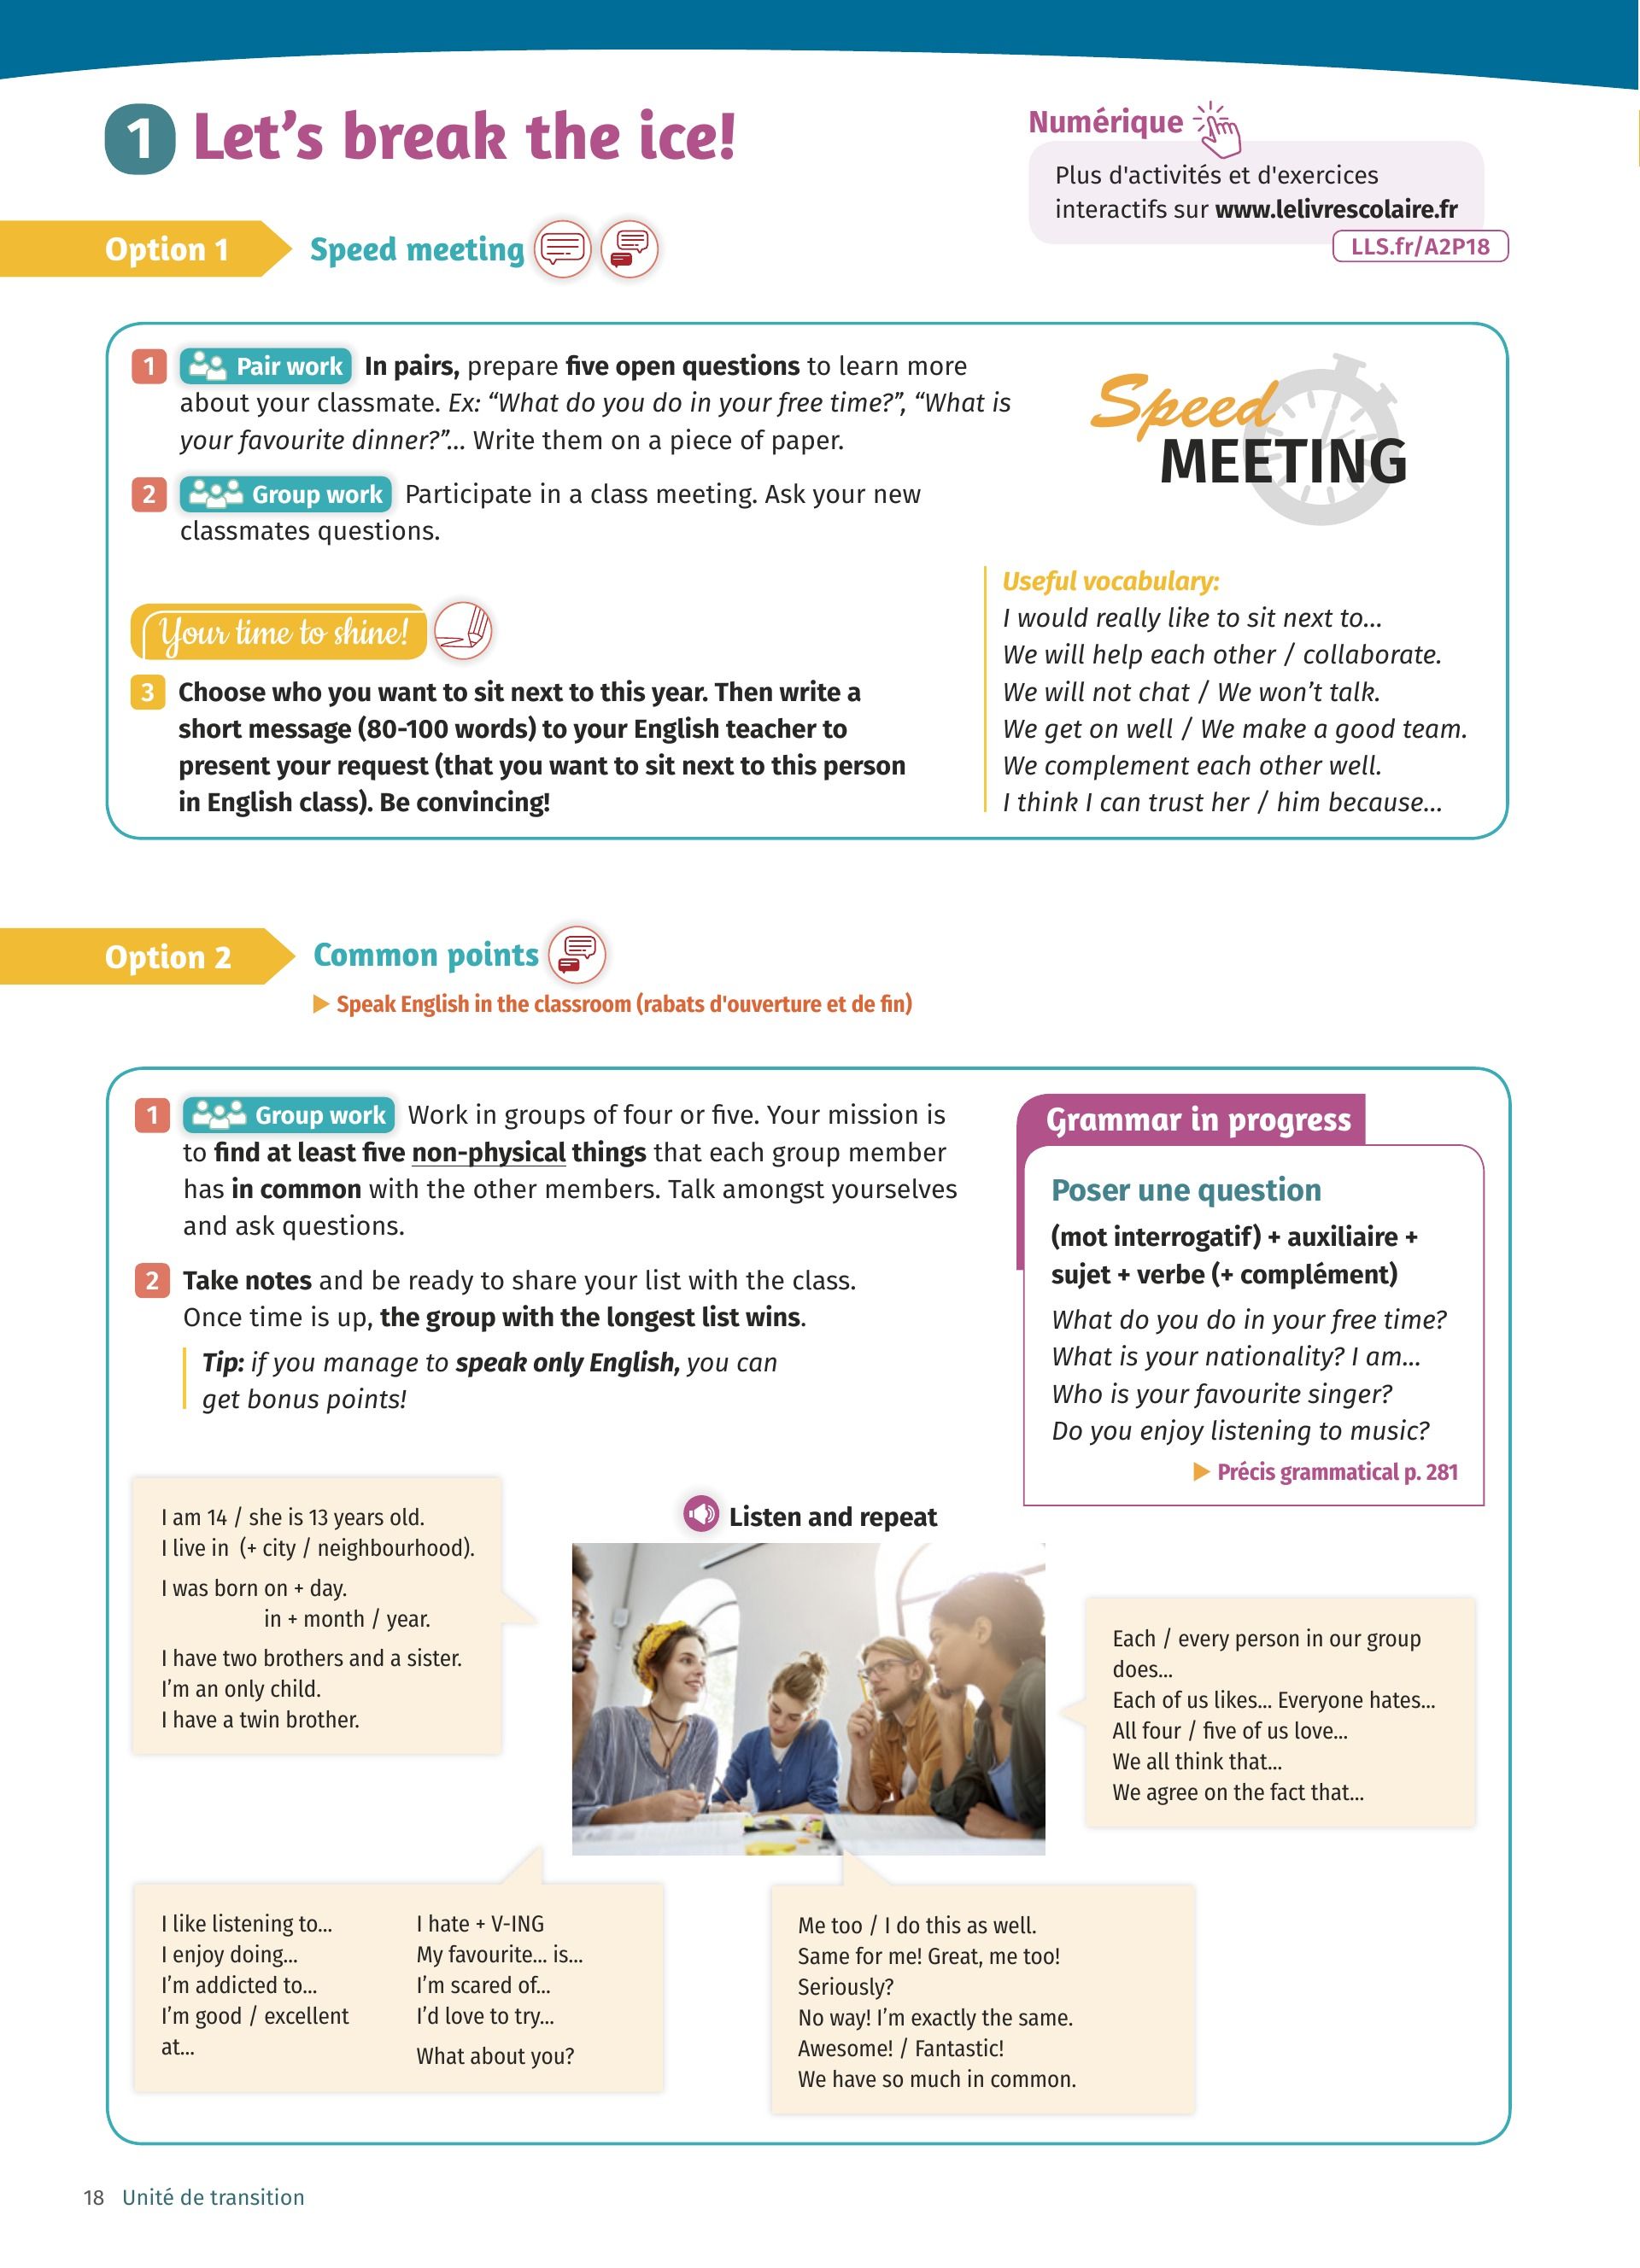 1 Let's break the ice!
Numérique
Plus d'activités et d'exercices
interactifs sur www.lelivrescolaire.fr
LLS.fr/A2P18
Option 1
Speed meeting
1 Pair work In pairs, prepare five open questions to learn more
about your classmate. Ex: “What do you do in your free time?”, “What is
your favourite dinner?”... Write them on a piece of paper.
2 Group work Participate in a class meeting. Ask your new
classmates questions.
Speed
MEETING
Your time to shine!
3 Choose who you want to sit next to this year. Then write a
short message (80-100 words) to your English teacher to
present your request (that you want to sit next to this person
in English class). Be convincing!
Useful vocabulary:
I would really like to sit next to...
We will help each other / collaborate.
We will not chat / We won't talk.
We get on well / We make a good team.
We complement each other well.
I think I can trust her / him because...
Option 2
Common points
Speak English in the classroom (rabats d'ouverture et de fin)
1 Group work Work in groups of four or five. Your mission is
to find at least five non-physical things that each group member
has in common with the other members. Talk amongst yourselves
and ask questions.
2 Take notes and be ready to share your list with the class.
Once time is up, the group with the longest list wins.
Tip: if you manage to speak only English, you can
get bonus points!
Grammar in progress
Poser une question
(mot interrogatif) + auxiliaire +
sujet + verbe (+ complément)
What do you do in your free time?
What is your nationality? I am...
Who is your favourite singer?
Do you enjoy listening to music?
Précis grammatical p. 281
I am 14 / she is 13 years old.
I live in (+ city / neighbourhood).
I was born on + day.
in + month / year.
I have two brothers and a sister.
I'm an only child.
I have a twin brother.
Listen and repeat
Each / every person in our group
does...
Each of us likes... Everyone hates...
All four / five of us love...
We all think that...
We agree on the fact that...
I like listening to...
I enjoy doing...
I'm addicted to...
I'm good / excellent
at...
I hate + V-ING
My favourite... is...
I'm scared of...
I'd love to try...
What about you?
Me too / I do this as well.
Same for me! Great, me too!
Seriously?
No way! I'm exactly the same.
Awesome! / Fantastic!
We have so much in common.
18 Unité de transition